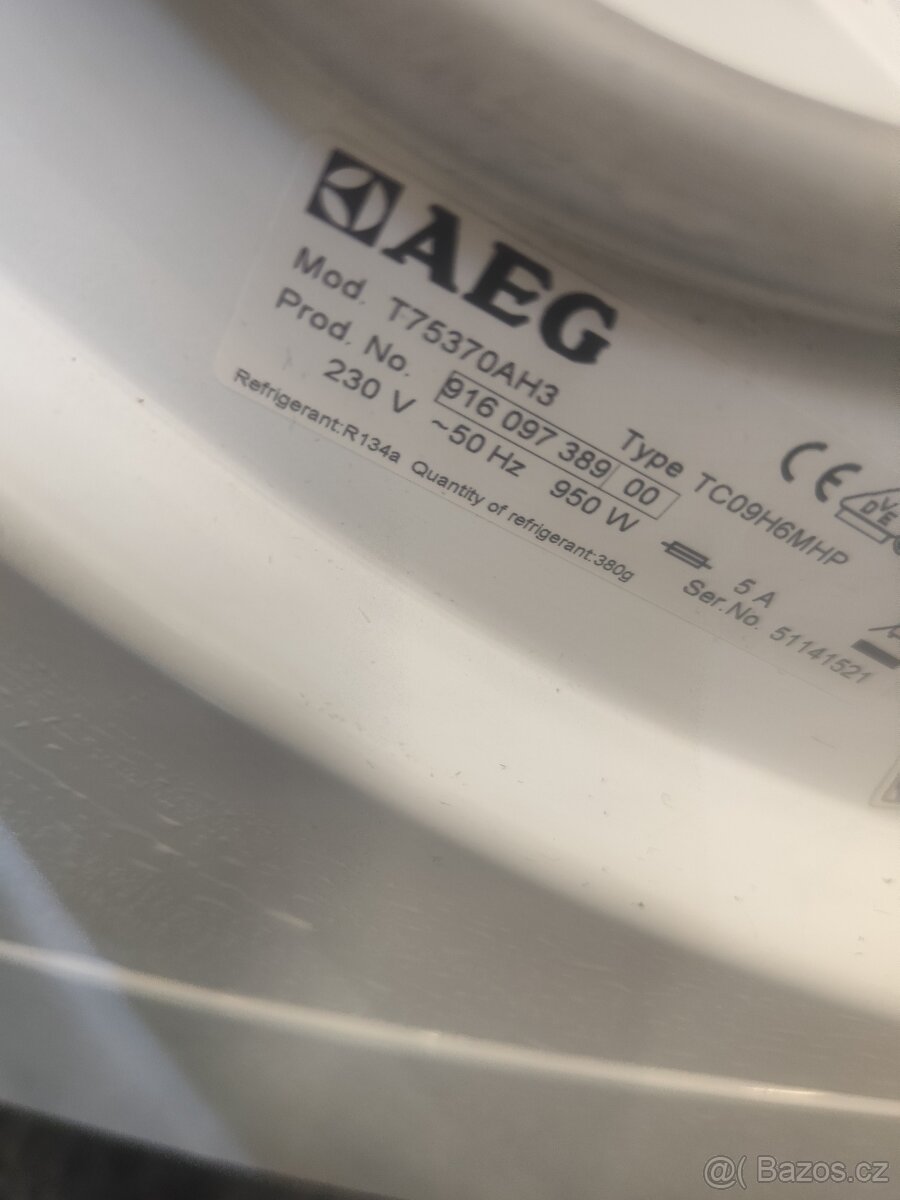 AEG
Mod. T75370AH3 Type TC09H6MHP
Prod. No. 916 097 389 00
230 V ~50 Hz 950 W 5 A
Refrigerant:R134a Quantity of refrigerant:380g Ser.No. 51141521
CE
@( Bazos.cz